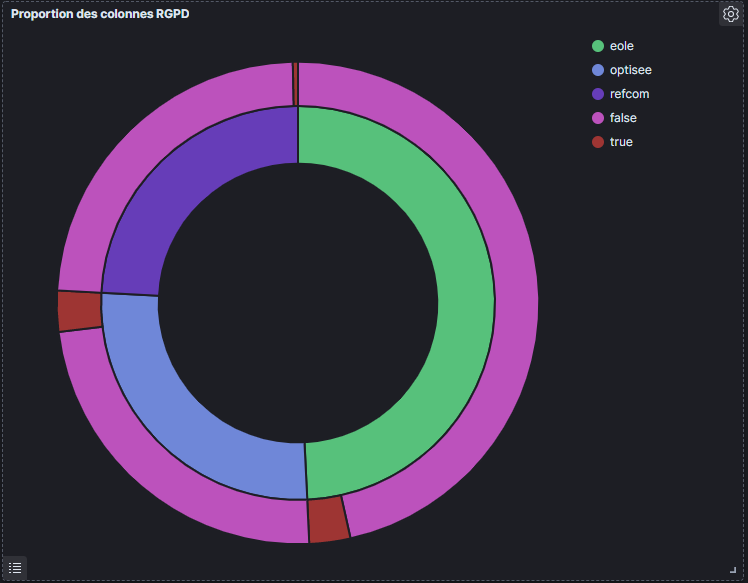 Proportion des colonnes RGPD
eole
optisee
refcom
false
true